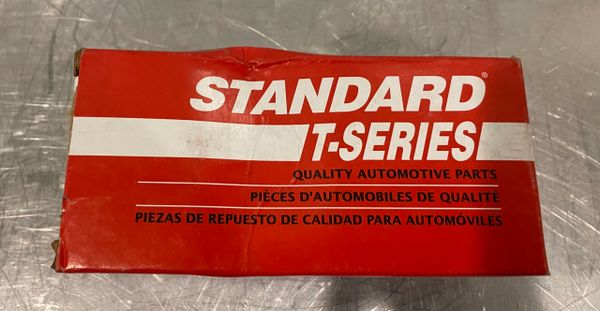 STANDARD®
T-SERIES
QUALITY AUTOMOTIVE PARTS
PIÈCES D'AUTOMOBILES DE QUALITÉ
PIEZAS DE REPUESTO DE CALIDAD PARA AUTOMÓVILES